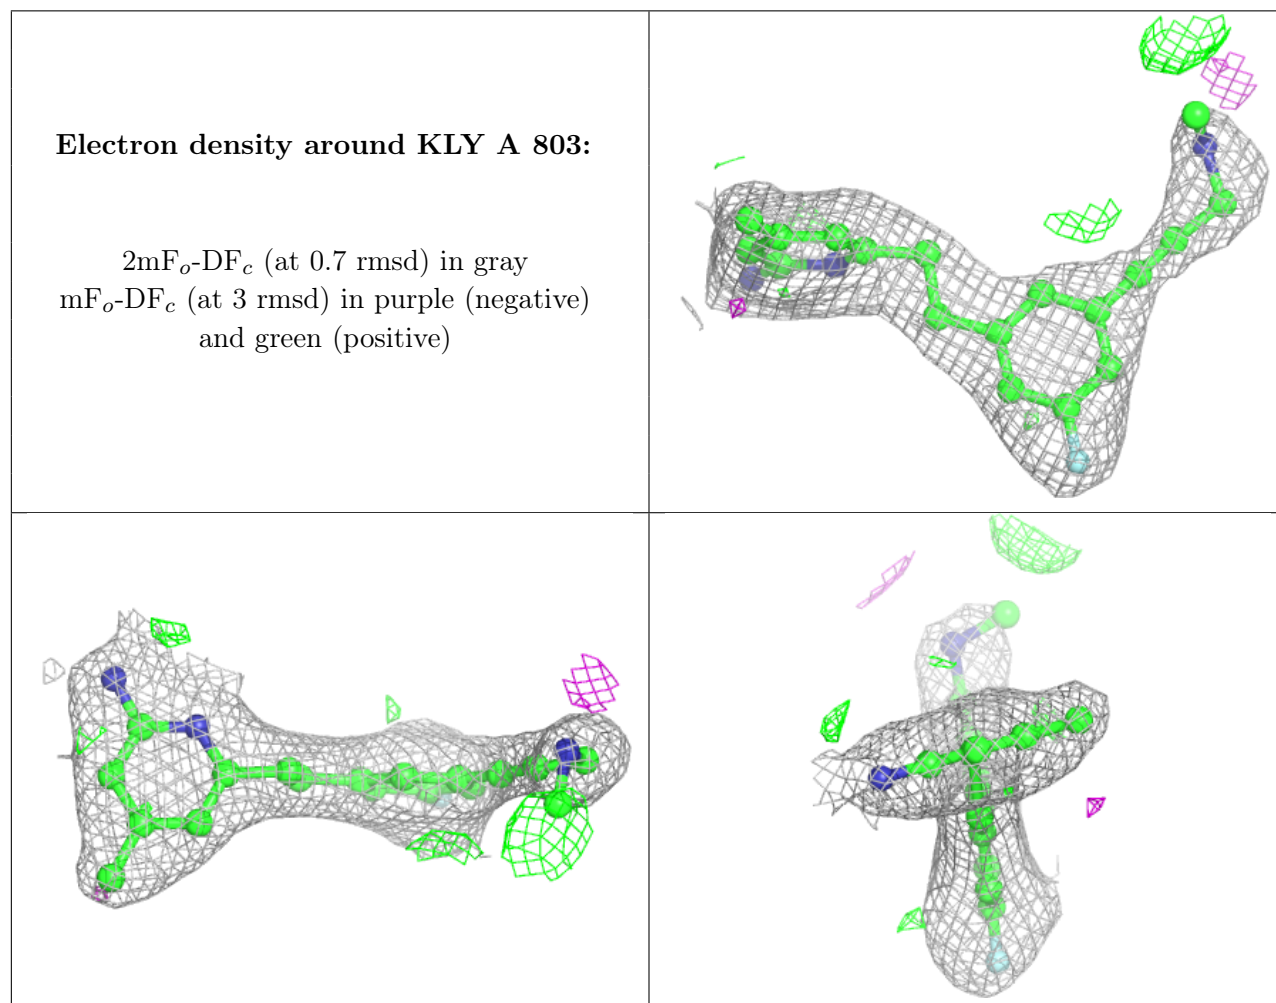 Electron density around KLY A 803:
2mFo-DFc (at 0.7 rmsd) in gray
mFo-DFc (at 3 rmsd) in purple (negative)
and green (positive)